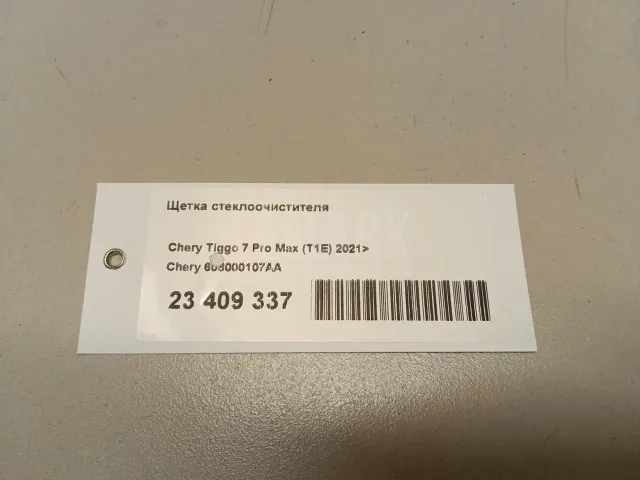 Щетка стеклоочистителя
Chery Tiggo 7 Pro Max (T1E) 2021>
Chery 608000107AA
23 409 337